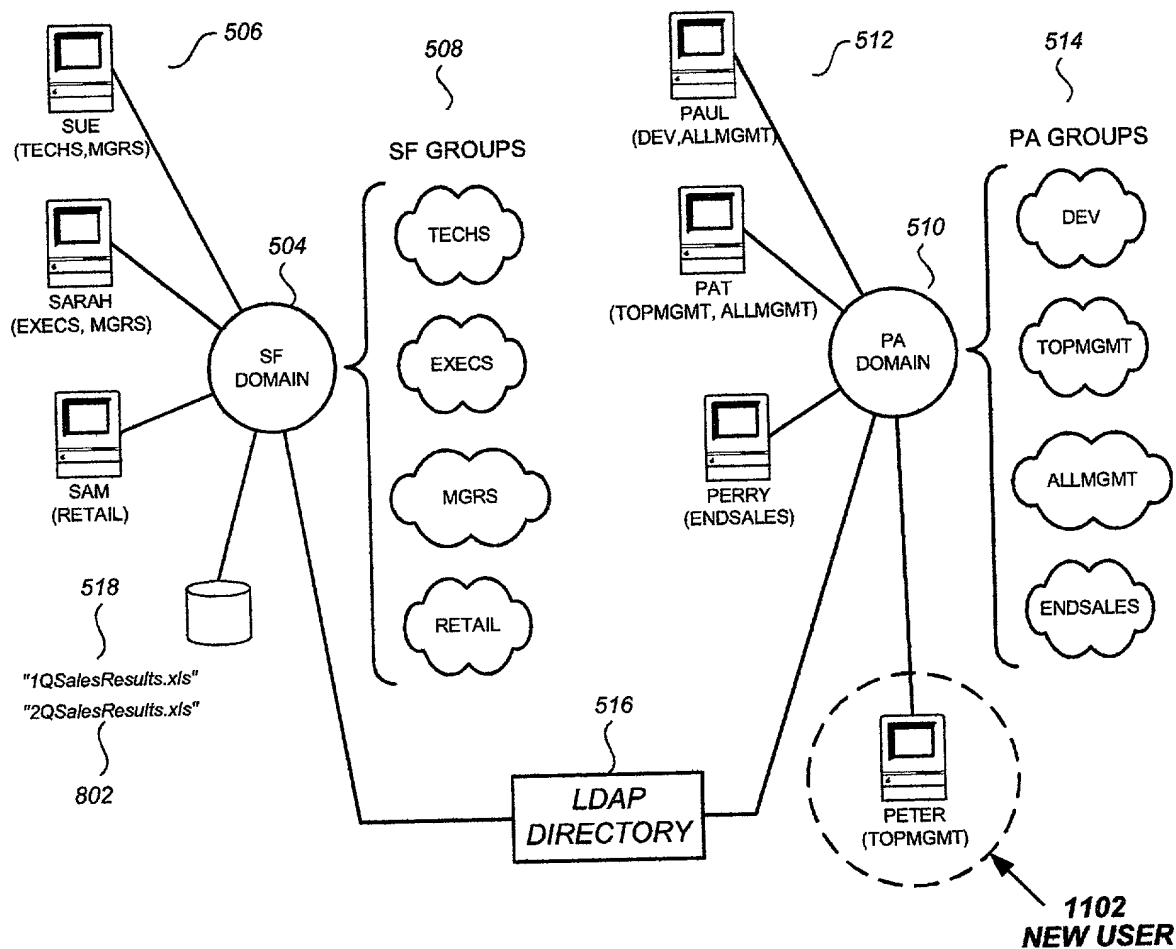 506
508
512
514
SUE
(TECHS,MGRS)
SF GROUPS
PAUL
(DEV,ALLMGMT)
PA GROUPS
TECHS
DEV
504
510
SARAH
(EXECS, MGRS)
PAT
(TOPMGMT, ALLMGMT)
SF
DOMAIN
EXECS
PA
DOMAIN
TOPMGMT
SAM
(RETAIL)
MGRS
PERRY
(ENDSALES)
ALLMGMT
518
RETAIL
ENDSALES
"1QSalesResults.xls"
"2QSalesResults.xls"
802
516
LDAP
DIRECTORY
PETER
(TOPMGMT)
1102
NEW USER